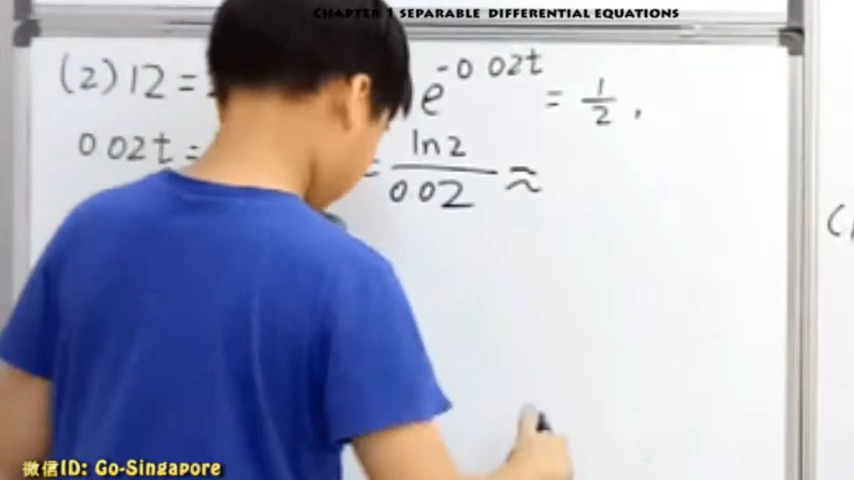 CHAPTER 1 SEPARABLE DIFFERENTIAL EQUATIONS
(2) 12 = e^-0.02t = 1/2,
0.02t = = ln2/0.02 ≈
微信ID: Go-Singapore